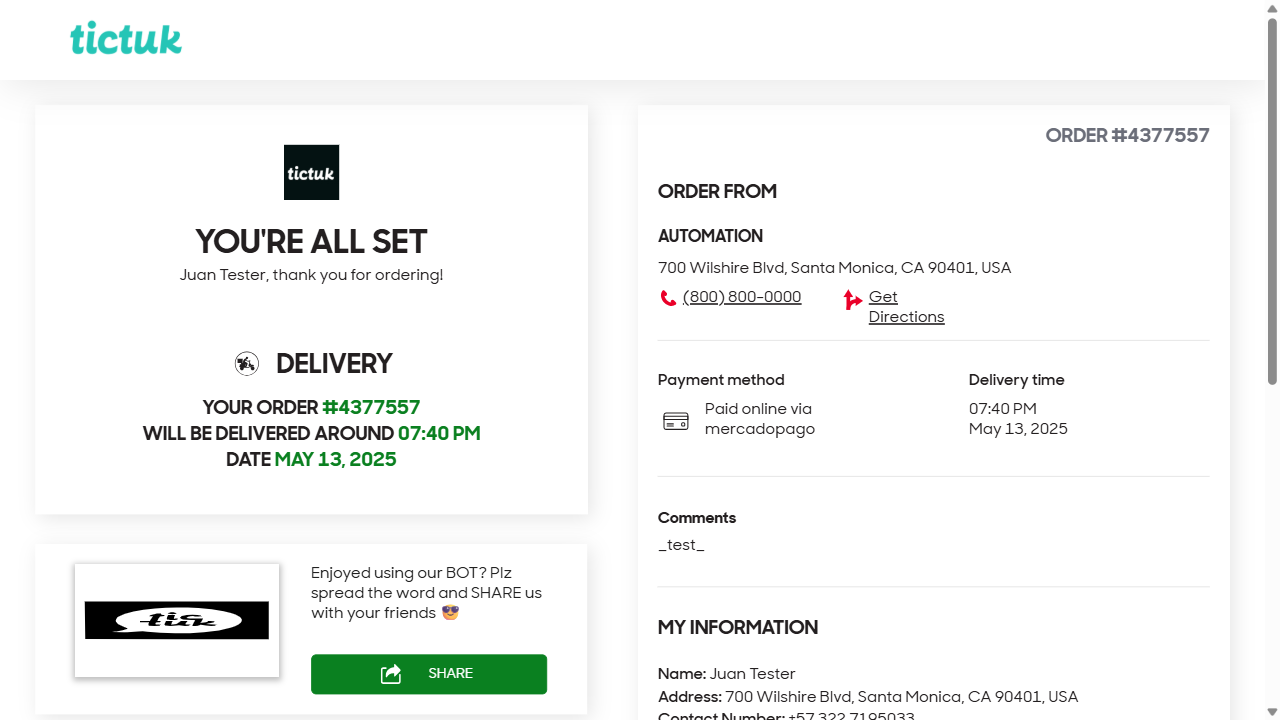 tictuk
tictuk
YOU'RE ALL SET
Juan Tester, thank you for ordering!
DELIVERY
YOUR ORDER #4377557
WILL BE DELIVERED AROUND 07:40 PM
DATE MAY 13, 2025
tic
tuk
Enjoyed using our BOT? Plz
spread the word and SHARE us
with your friends 😎
SHARE
ORDER #4377557
ORDER FROM
AUTOMATION
700 Wilshire Blvd, Santa Monica, CA 90401, USA
(800) 800-0000
Get
Directions
Payment method
Paid online via
mercadopago
Delivery time
07:40 PM
May 13, 2025
Comments
_test_
MY INFORMATION
Name: Juan Tester
Address: 700 Wilshire Blvd, Santa Monica, CA 90401, USA
Contact Number: +57 322 7195033